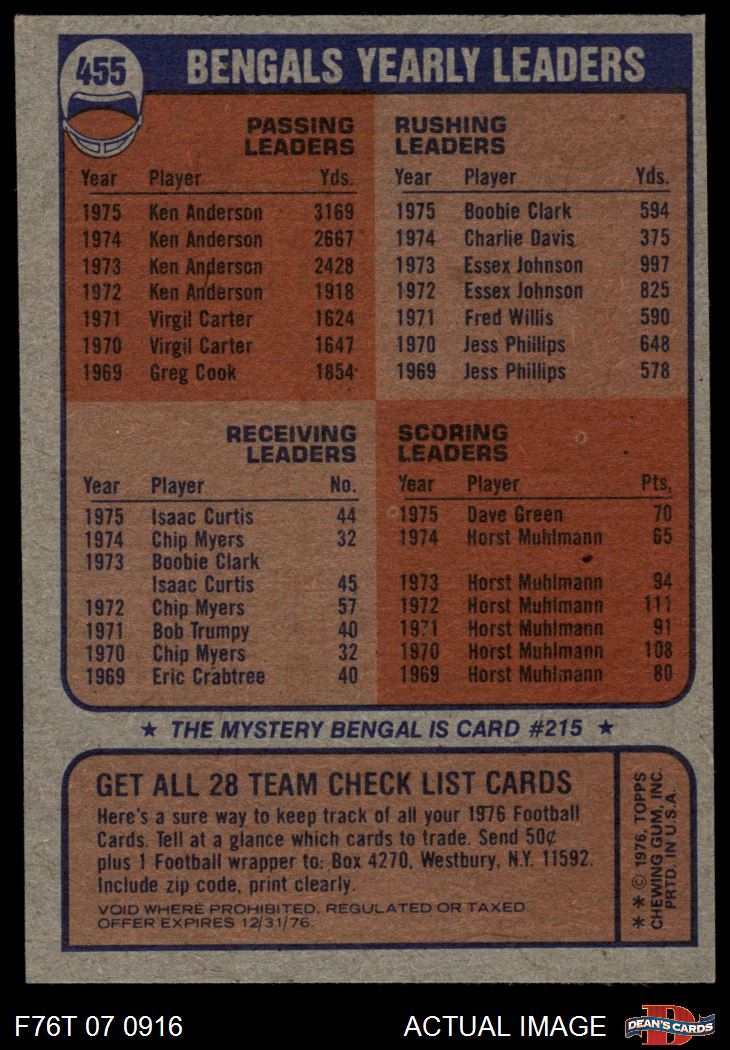 455
BENGALS YEARLY LEADERS
PASSING
LEADERS
Year Player Yds.
1975 Ken Anderson 3169
1974 Ken Anderson 2667
1973 Ken Anderson 2428
1972 Ken Anderson 1918
1971 Virgil Carter 1624
1970 Virgil Carter 1647
1969 Greg Cook 1854
RUSHING
LEADERS
Year Player Yds.
1975 Boobie Clark 594
1974 Charlie Davis 375
1973 Essex Johnson 997
1972 Essex Johnson 825
1971 Fred Willis 590
1970 Jess Phillips 648
1969 Jess Phillips 578
RECEIVING
LEADERS
Year Player No.
1975 Isaac Curtis 44
1974 Chip Myers 32
1973 Boobie Clark
Isaac Curtis 45
1972 Chip Myers 57
1971 Bob Trumpy 40
1970 Chip Myers 32
1969 Eric Crabtree 40
SCORING
LEADERS
Year Player Pts.
1975 Dave Green 70
1974 Horst Muhlmann 65
1973 Horst Muhlmann 94
1972 Horst Muhlmann 111
1971 Horst Muhlmann 91
1970 Horst Muhlmann 108
1969 Horst Muhlmann 80
★ THE MYSTERY BENGAL IS CARD #215 ★
GET ALL 28 TEAM CHECK LIST CARDS
Here's a sure way to keep track of all your 1976 Football
Cards. Tell at a glance which cards to trade. Send 50¢
plus 1 Football wrapper to: Box 4270, Westbury, N.Y. 11592.
Include zip code, print clearly.
VOID WHERE PROHIBITED, REGULATED OR TAXED
OFFER EXPIRES 12/31/76.
** © 1976, TOPPS
CHEWING GUM, INC.
PRTD. IN U.S.A.
F76T 07 0916
ACTUAL IMAGE
D
DEAN'S CARDS